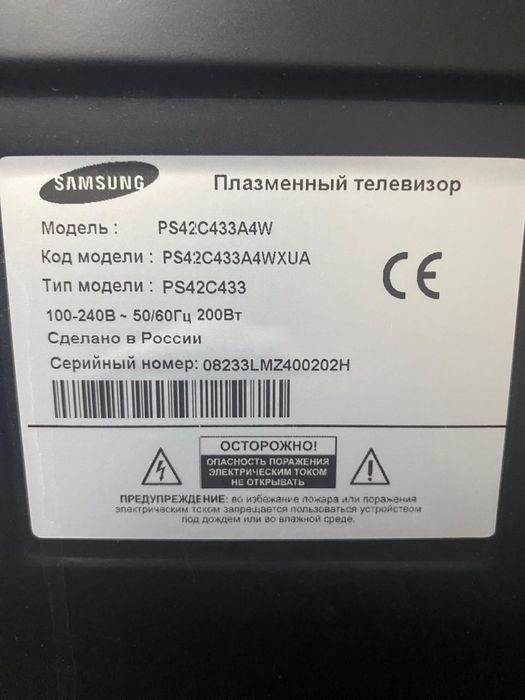 SAMSUNG Плазменный телевизор
Модель : PS42C433A4W
Код модели : PS42C433A4WXUA
Тип модели : PS42C433
100-240В ~ 50/60Гц 200Вт
Сделано в России
Серийный номер: 08233LMZ400202H
CE
ОСТОРОЖНО!
ОПАСНОСТЬ ПОРАЖЕНИЯ
ЭЛЕКТРИЧЕСКИМ ТОКОМ
НЕ ОТКРЫВАТЬ
ПРЕДУПРЕЖДЕНИЕ: во избежание пожара или поражения
электрическим током запрещается пользоваться устройством
под дождем или во влажной среде.